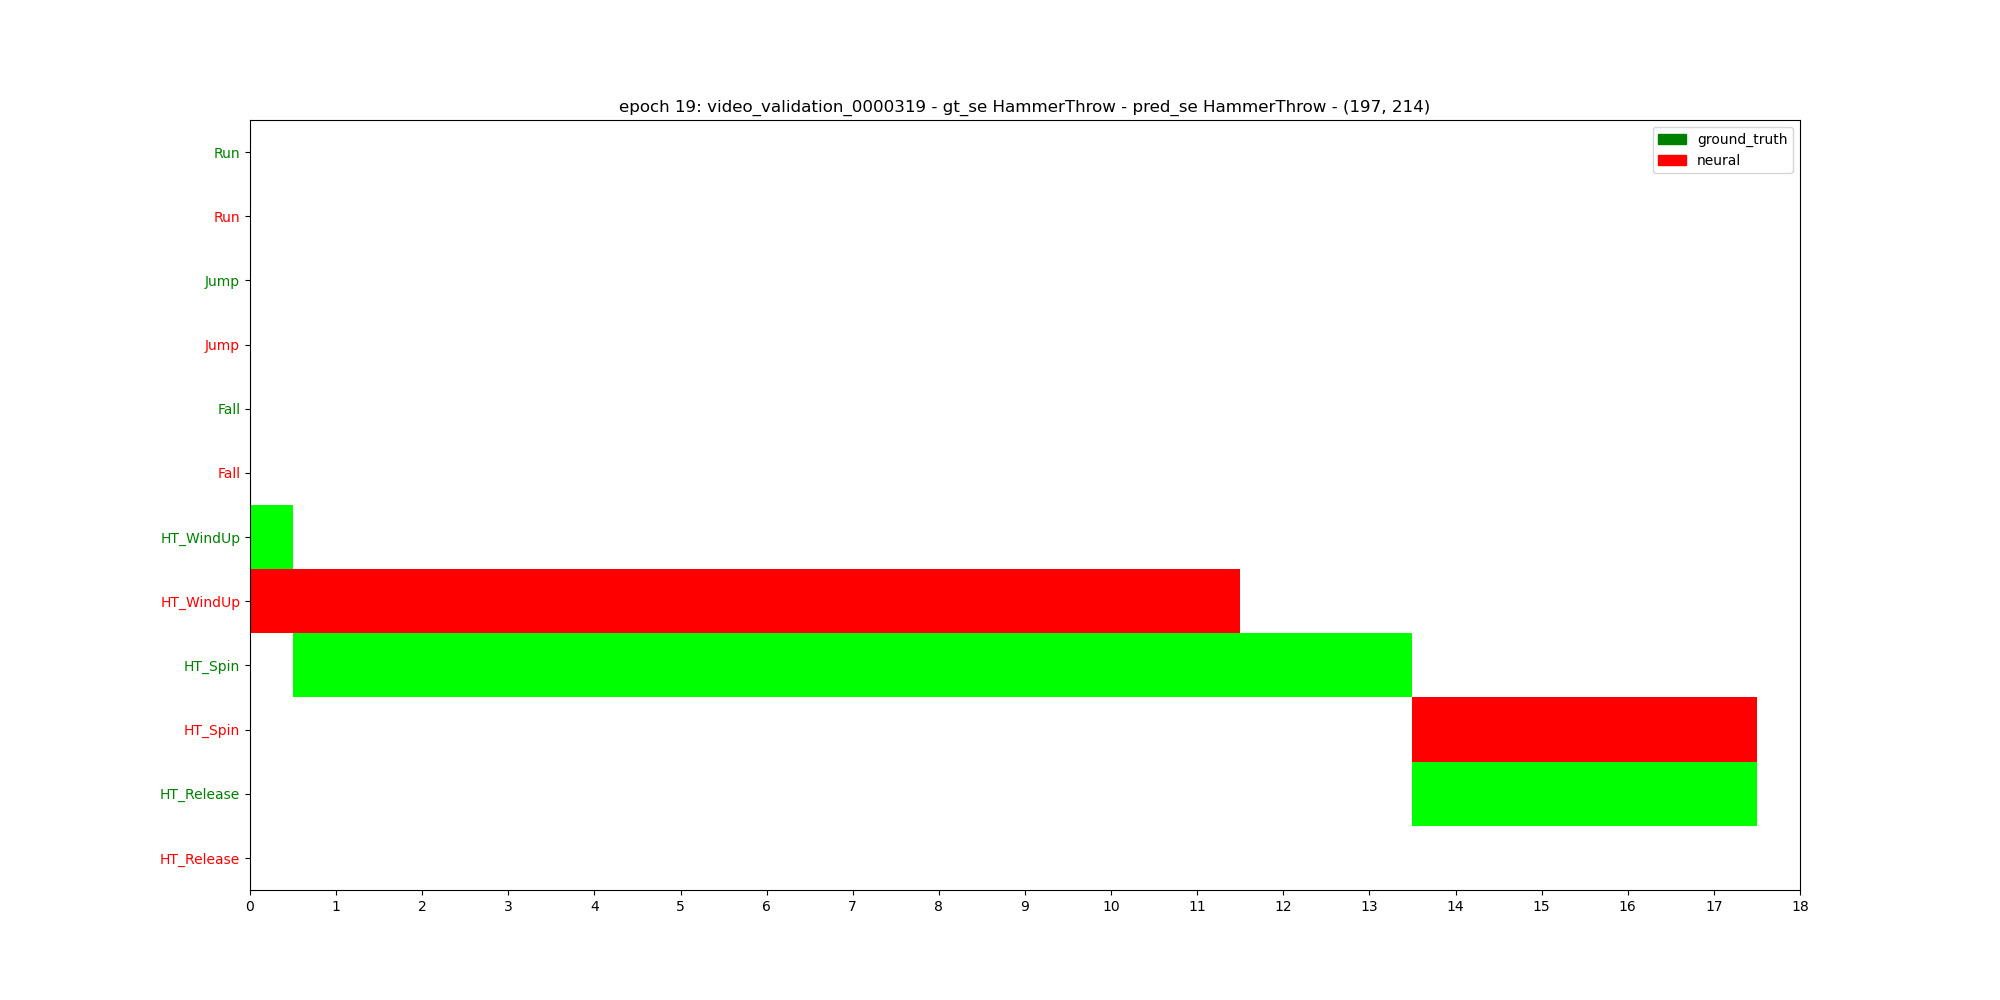 epoch 19: video_validation_0000319 - gt_se HammerThrow - pred_se HammerThrow - (197, 214)
ground_truth
neural
Run
Run
Jump
Jump
Fall
Fall
HT_WindUp
HT_WindUp
HT_Spin
HT_Spin
HT_Release
HT_Release
0 1 2 3 4 5 6 7 8 9 10 11 12 13 14 15 16 17 18